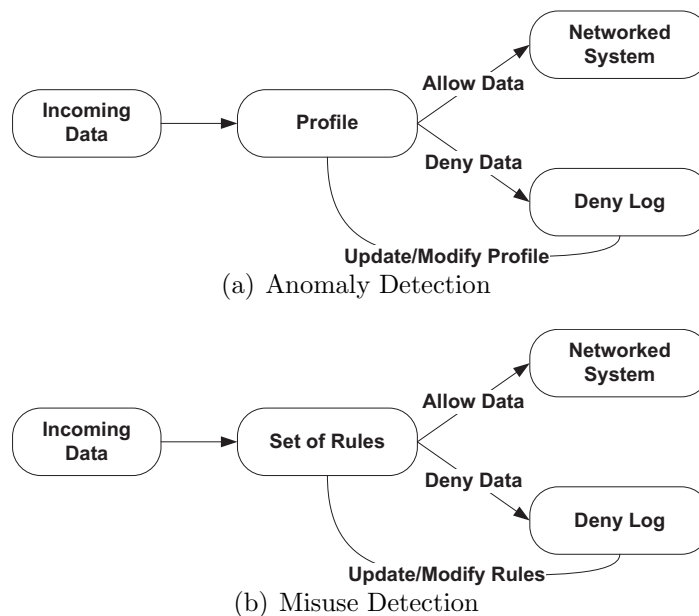 Networked
System
Allow Data
Incoming
Data
Profile
Deny Data
Deny Log
Update/Modify Profile
(a) Anomaly Detection
Networked
System
Allow Data
Incoming
Data
Set of Rules
Deny Data
Deny Log
Update/Modify Rules
(b) Misuse Detection